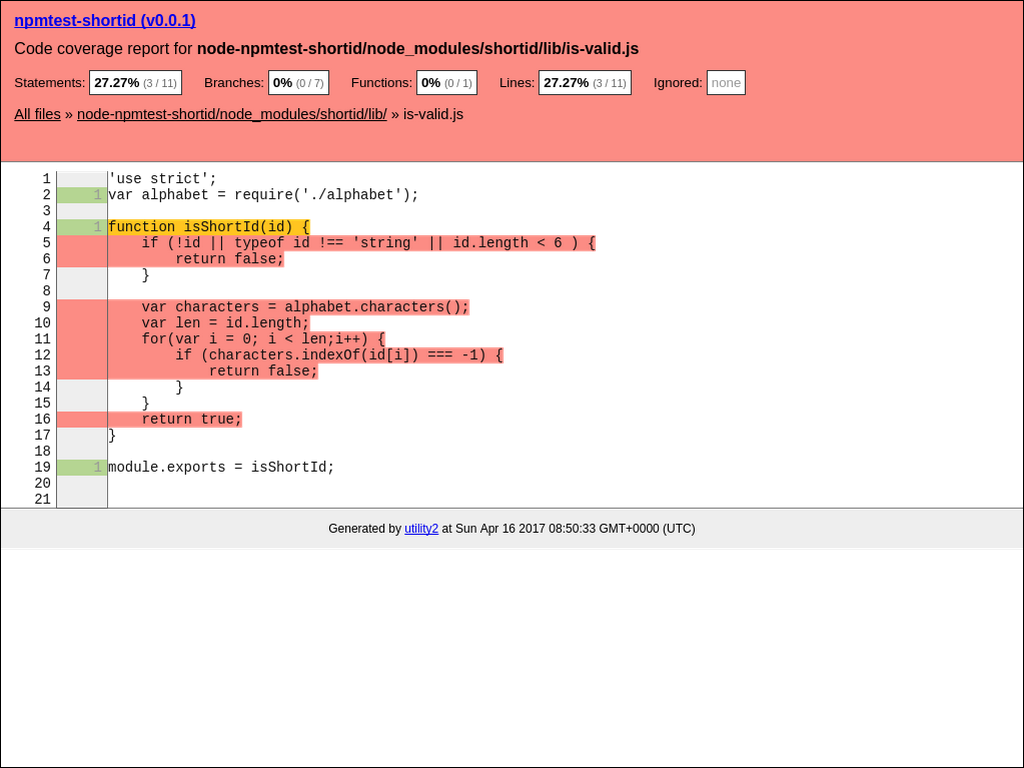 npmtest-shortid (v0.0.1)
Code coverage report for node-npmtest-shortid/node_modules/shortid/lib/is-valid.js
Statements: 27.27% (3 / 11) Branches: 0% (0 / 7) Functions: 0% (0 / 1) Lines: 27.27% (3 / 11) Ignored: none
All files » node-npmtest-shortid/node_modules/shortid/lib/ » is-valid.js
1 'use strict';
2 1 var alphabet = require('./alphabet');
3
4 1 function isShortId(id) {
5     if (!id || typeof id !== 'string' || id.length < 6 ) {
6         return false;
7     }
8
9     var characters = alphabet.characters();
10     var len = id.length;
11     for(var i = 0; i < len;i++) {
12         if (characters.indexOf(id[i]) === -1) {
13             return false;
14         }
15     }
16     return true;
17 }
18
19 1 module.exports = isShortId;
20
21
Generated by utility2 at Sun Apr 16 2017 08:50:33 GMT+0000 (UTC)